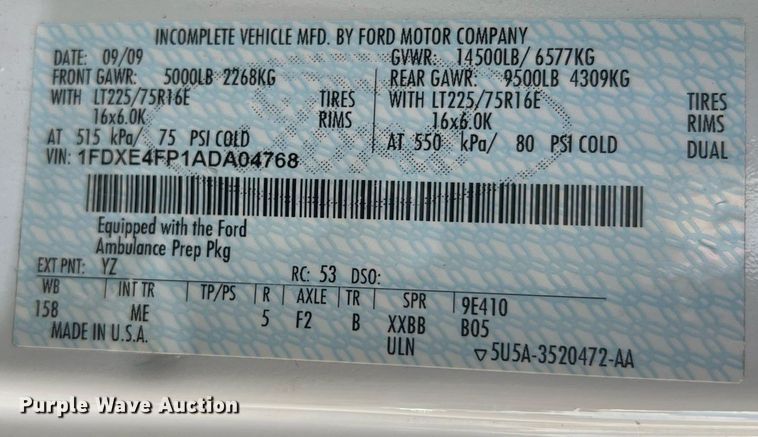 INCOMPLETE VEHICLE MFD. BY FORD MOTOR COMPANY
DATE: 09/09 GVWR: 14500LB/ 6577KG
FRONT GAWR: 5000LB 2268KG REAR GAWR: 9500LB 4309KG
WITH LT225/75R16E TIRES WITH LT225/75R16E TIRES
16x6.0K RIMS 16x6.0K RIMS
AT 515 kPa/ 75 PSI COLD AT 550 kPa/ 80 PSI COLD DUAL
VIN: 1FDXE4FP1ADA04768
Equipped with the Ford
Ambulance Prep Pkg
EXT PNT: YZ RC: 53 DSO:
WB INT TR TP/PS R AXLE TR SPR 9E410
158 ME 5 F2 B XXBB B05
MADE IN U.S.A. ULN ▽5U5A-3520472-AA
Purple Wave Auction